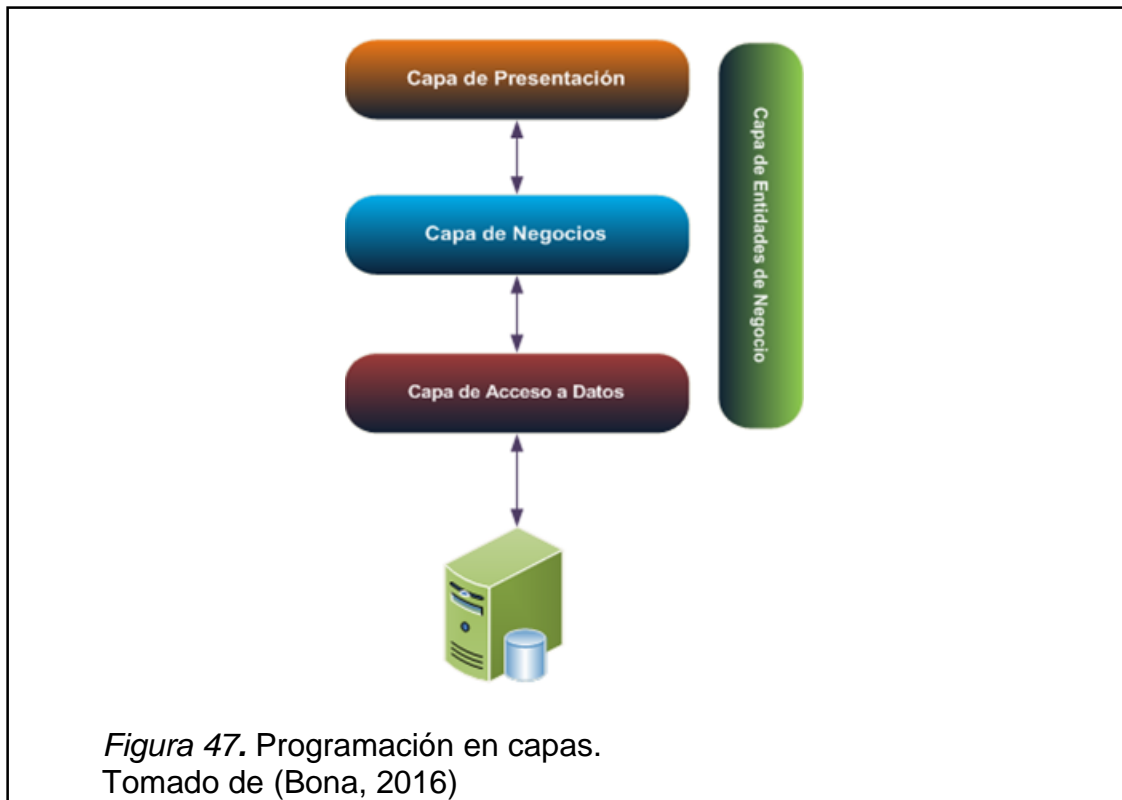 Capa de Presentación
Capa de Negocios
Capa de Acceso a Datos
Capa de Entidades de Negocio
Figura 47. Programación en capas.
Tomado de (Bona, 2016)